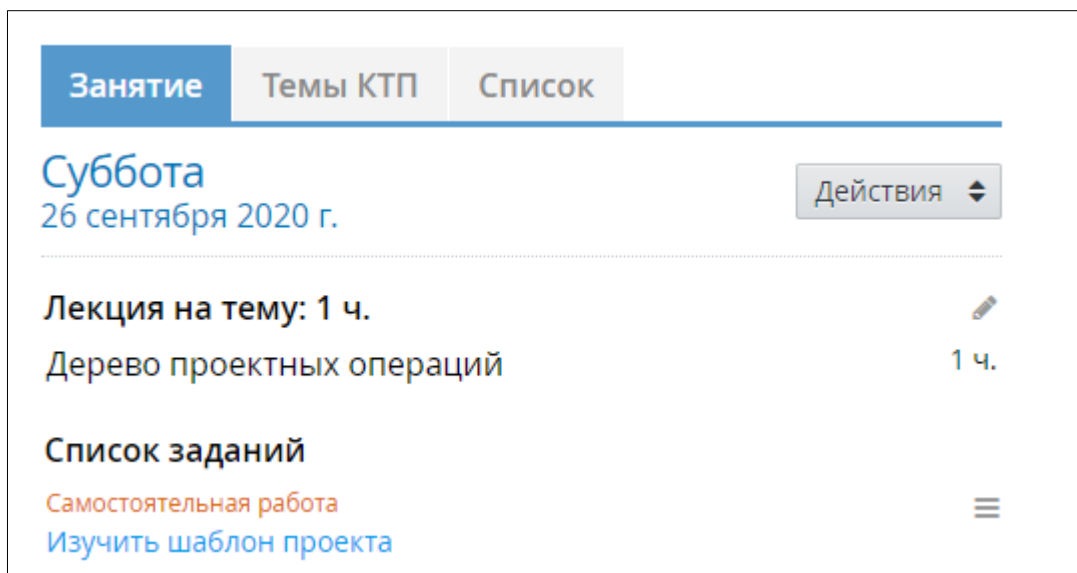 Занятие Темы КТП Список
Суббота
26 сентября 2020 г.
Действия
Лекция на тему: 1 ч.
Дерево проектных операций 1 ч.
Список заданий
Самостоятельная работа
Изучить шаблон проекта